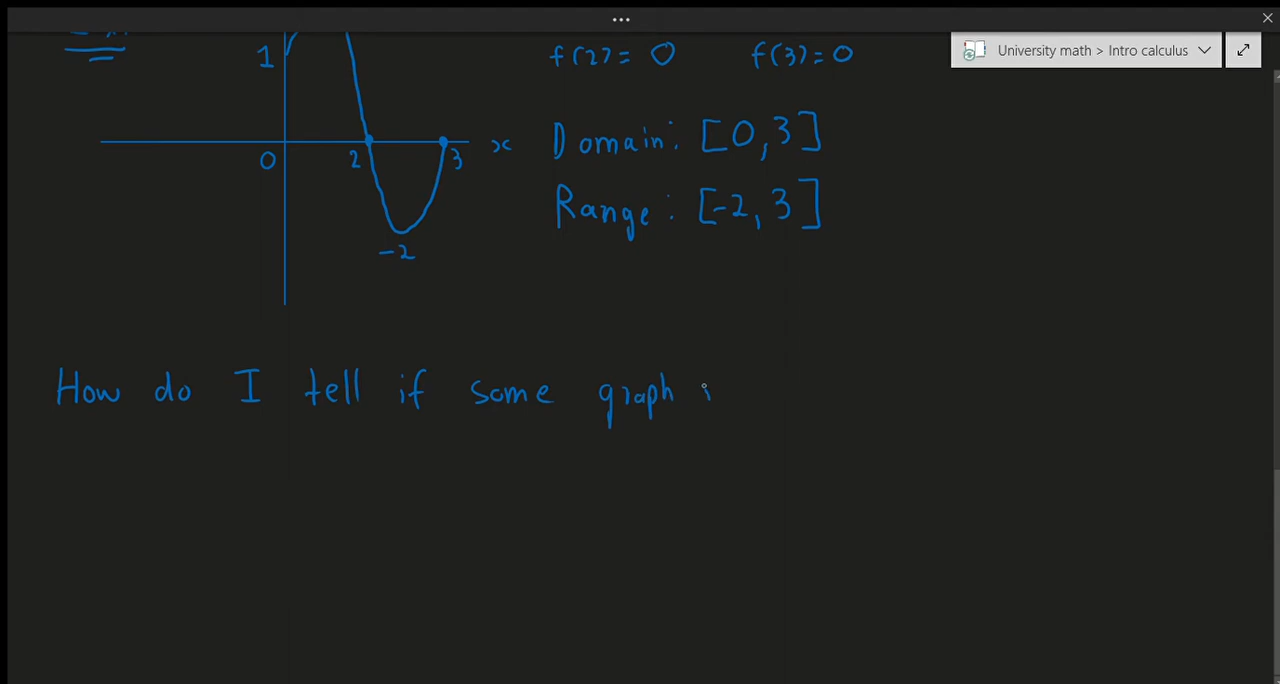 University math > Intro calculus
1
f(2) = 0 f(3) = 0
Domain: [0,3]
x
0 2 3
Range: [-2,3]
-2
How do I tell if some graph i